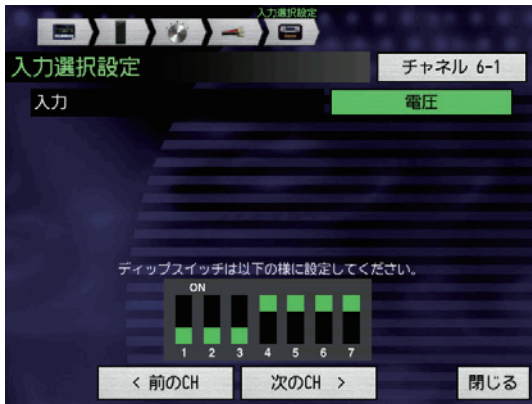 入力選択設定
入力選択設定
チャネル 6-1
入力
電圧
ディップスイッチは以下の様に設定してください。
ON
1 2 3 4 5 6 7
< 前のCH
次のCH >
閉じる